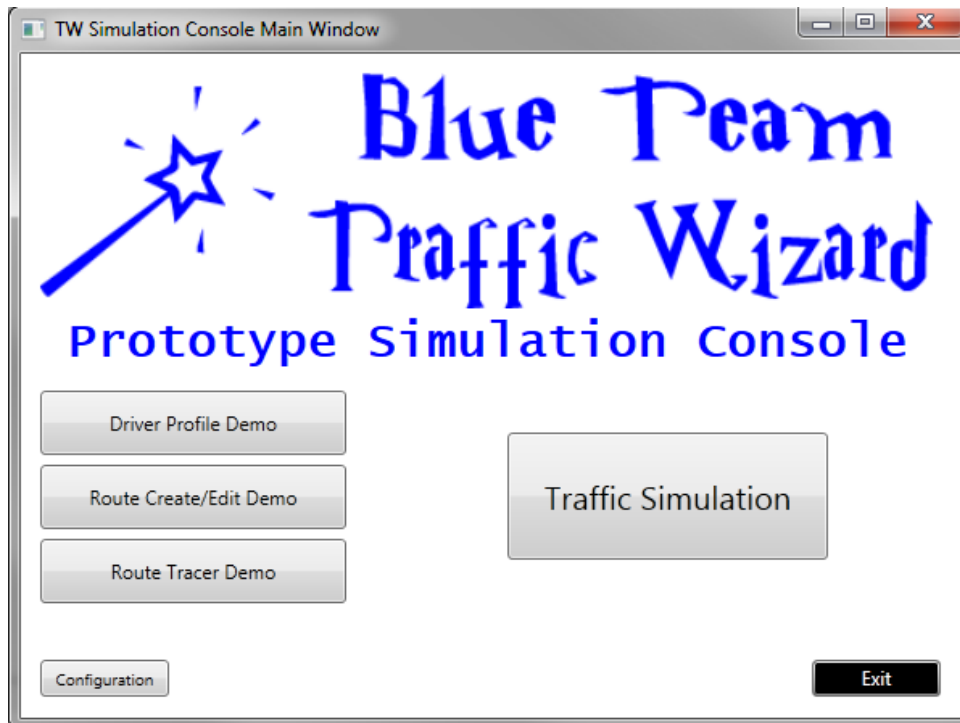 TW Simulation Console Main Window
Blue Team
Traffic Wizard
Prototype Simulation Console
Driver Profile Demo
Route Create/Edit Demo
Route Tracer Demo
Traffic Simulation
Configuration
Exit